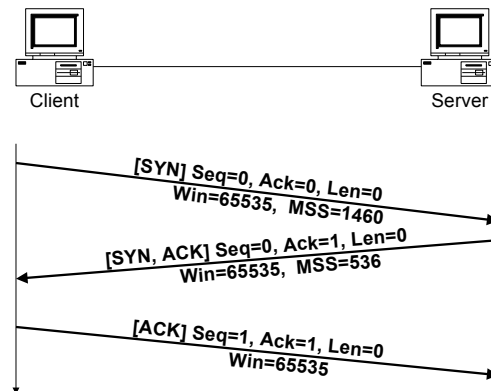 Client
Server
[SYN] Seq=0, Ack=0, Len=0
Win=65535, MSS=1460
[SYN, ACK] Seq=0, Ack=1, Len=0
Win=65535, MSS=536
[ACK] Seq=1, Ack=1, Len=0
Win=65535